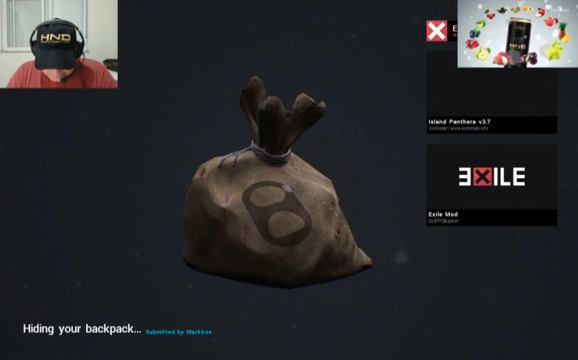 HND
HND
Island Panthera v3.7
EXILE
Exile Mod
Hiding your backpack...
Submitted by Markkos